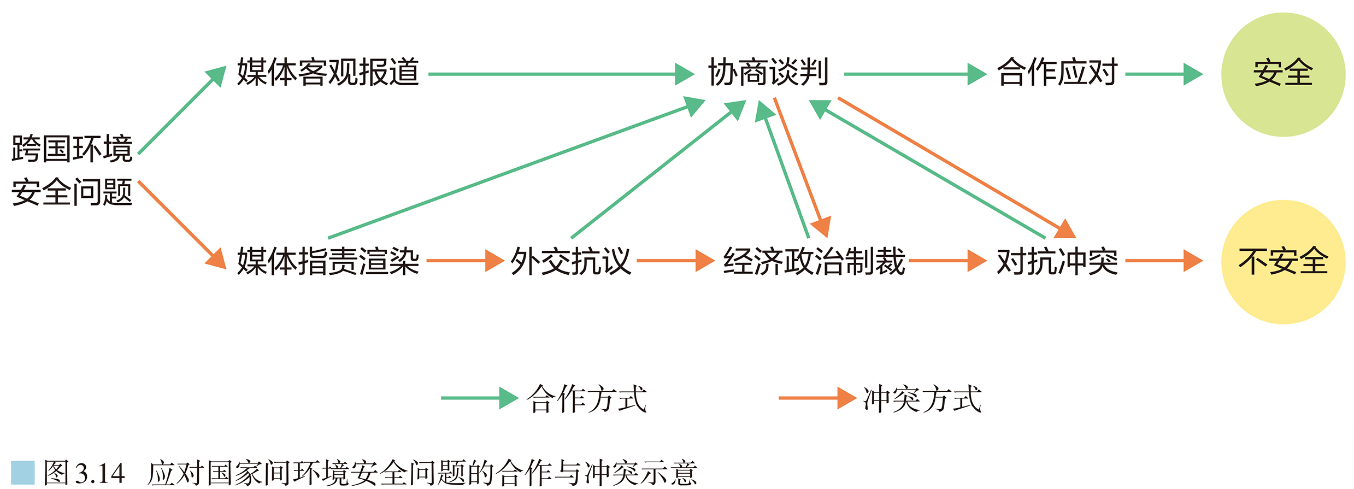 媒体客观报道
协商谈判
合作应对
安全
跨国环境
安全问题
媒体指责渲染
外交抗议
经济政治制裁
对抗冲突
不安全
合作方式
冲突方式
图3.14 应对国家间环境安全问题的合作与冲突示意